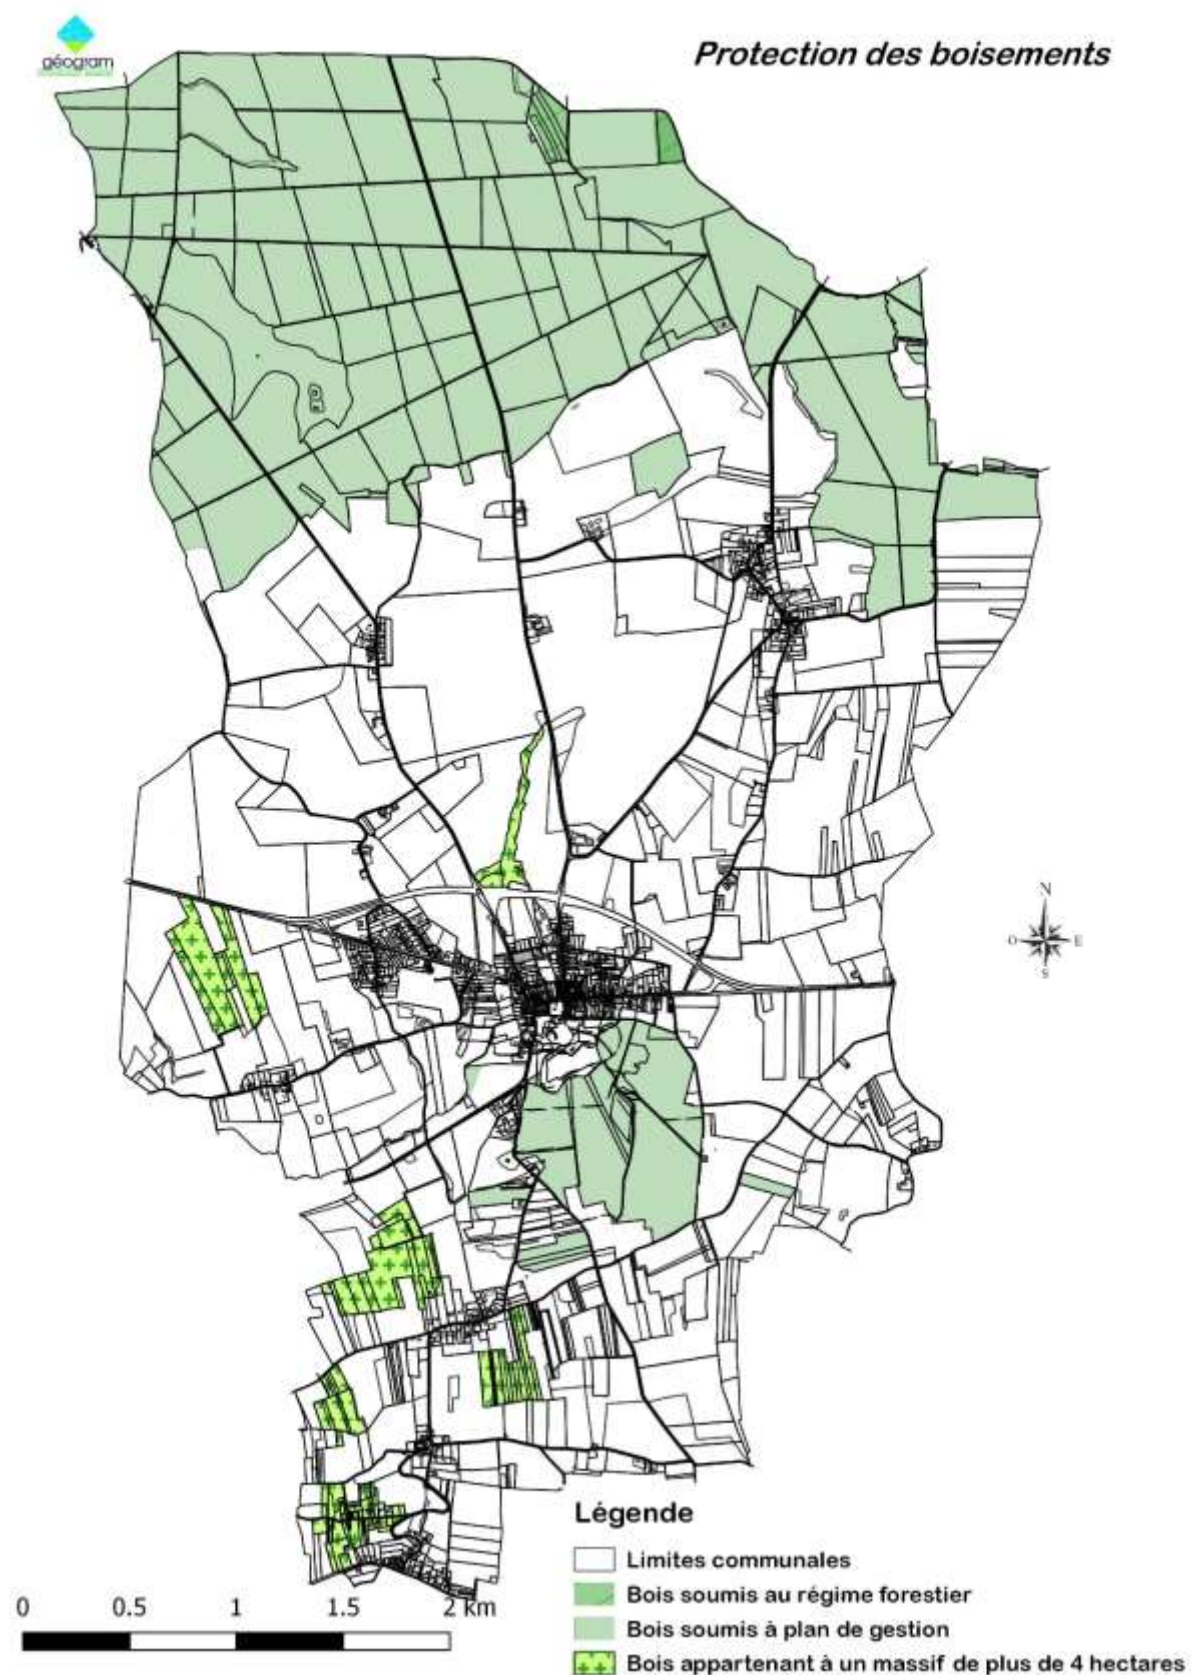 géogram
Protection des boisements
N
O
E
S
Légende
Limites communales
Bois soumis au régime forestier
Bois soumis à plan de gestion
Bois appartenant à un massif de plus de 4 hectares
0 0.5 1 1.5 2 km